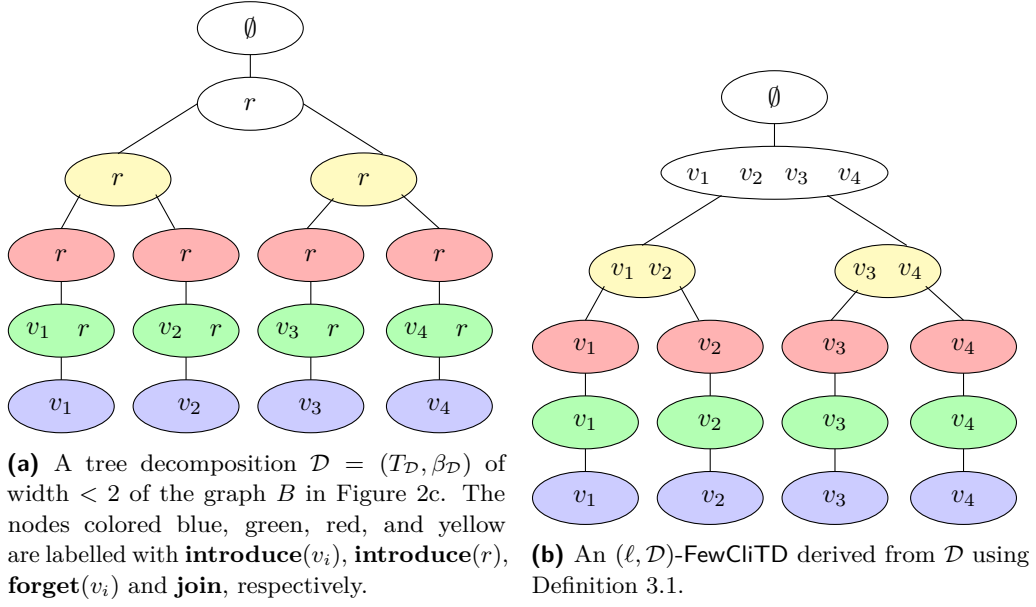 ∅
r
r r
r r r r
v₁ r v₂ r v₃ r v₄ r
v₁ v₂ v₃ v₄
(a) A tree decomposition 𝒟 = (T_𝒟, β_𝒟) of
width < 2 of the graph B in Figure 2c. The
nodes colored blue, green, red, and yellow
are labelled with introduce(vᵢ), introduce(r),
forget(vᵢ) and join, respectively.
∅
v₁ v₂ v₃ v₄
v₁ v₂ v₃ v₄
v₁ v₂ v₃ v₄
v₁ v₂ v₃ v₄
v₁ v₂ v₃ v₄
(b) An (ℓ, 𝒟)-FewCliTD derived from 𝒟 using
Definition 3.1.